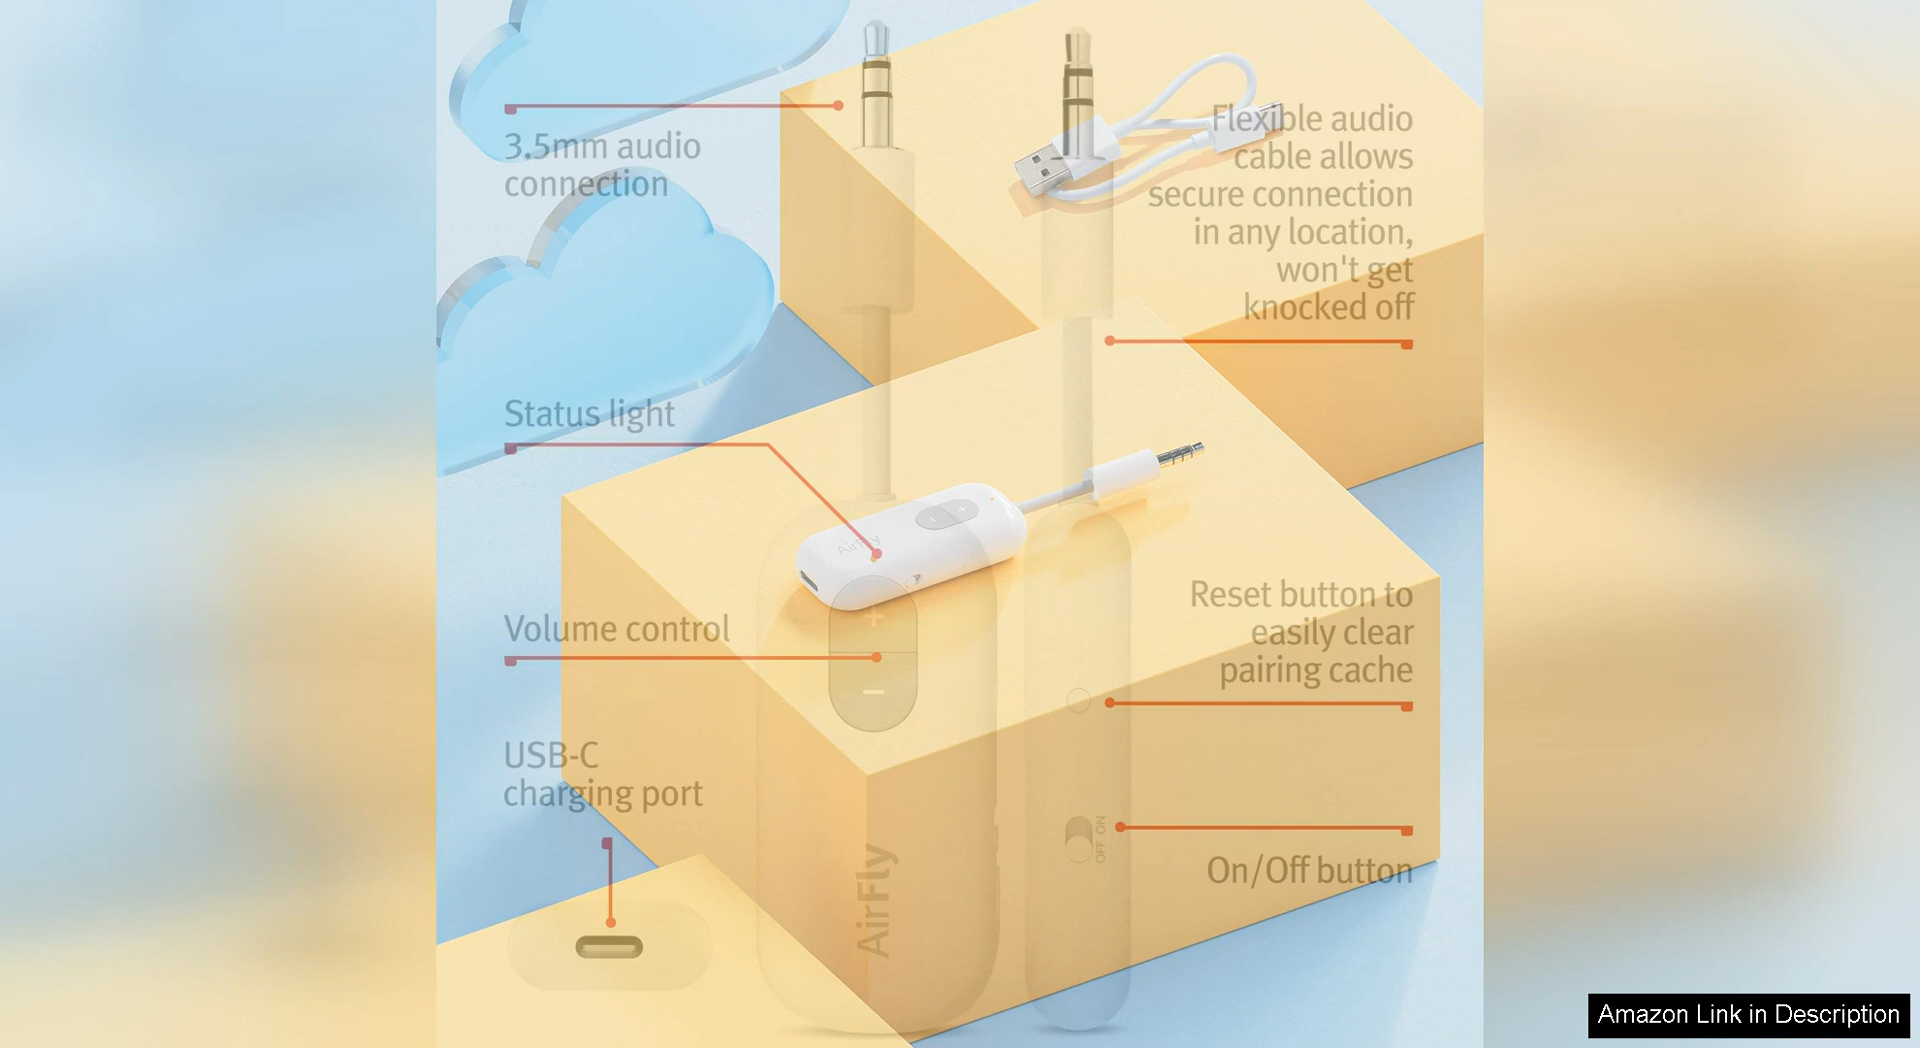 3.5mm audio
connection
Flexible audio
cable allows
secure connection
in any location,
won't get
knocked off
Status light
AirFly
Volume control
+
−
Reset button to
easily clear
pairing cache
USB-C
charging port
OFF ON
On/Off button
AirFly
Amazon Link in Description